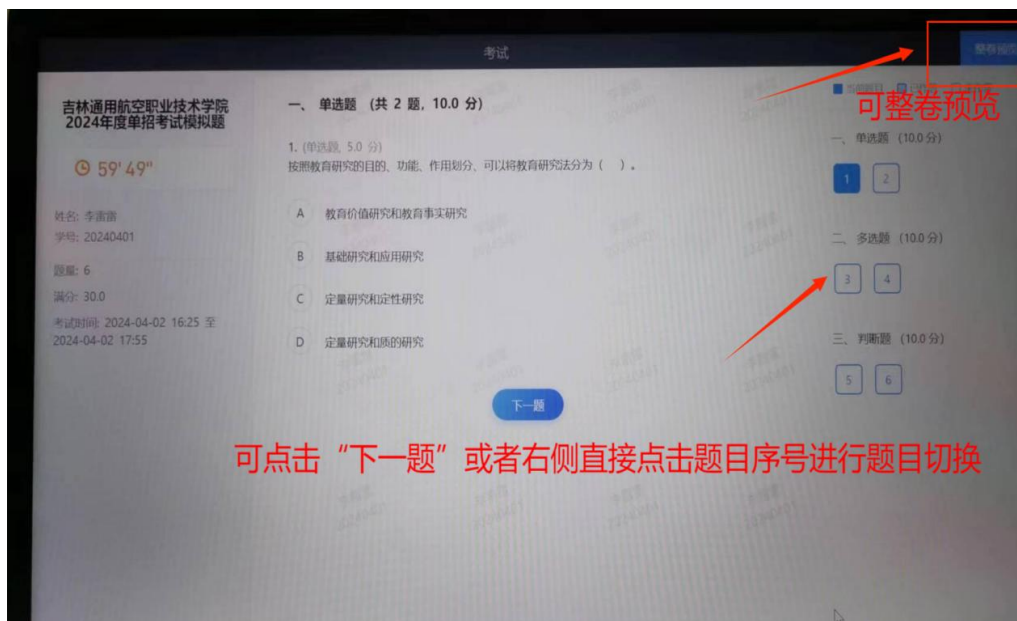 考试
整卷预览
吉林通用航空职业技术学院
2024年度单招考试模拟题
59' 49"
学号: 20240401
题量: 6
满分: 30.0
考试时间: 2024-04-02 16:25 至
2024-04-02 17:55
一、 单选题 (共 2 题, 10.0 分)
1. (单选题, 5.0 分)
按照教育研究的目的、功能、作用划分、可以将教育研究法分为 ( ) 。
A 教育价值研究和教育事实研究
B 基础研究和应用研究
C 定量研究和定性研究
D 定量研究和质的研究
下一题
可点击“下一题”或者右侧直接点击题目序号进行题目切换
可整卷预览
一、 单选题 (10.0 分)
1 2
二、 多选题 (10.0 分)
3 4
三、 判断题 (10.0 分)
5 6